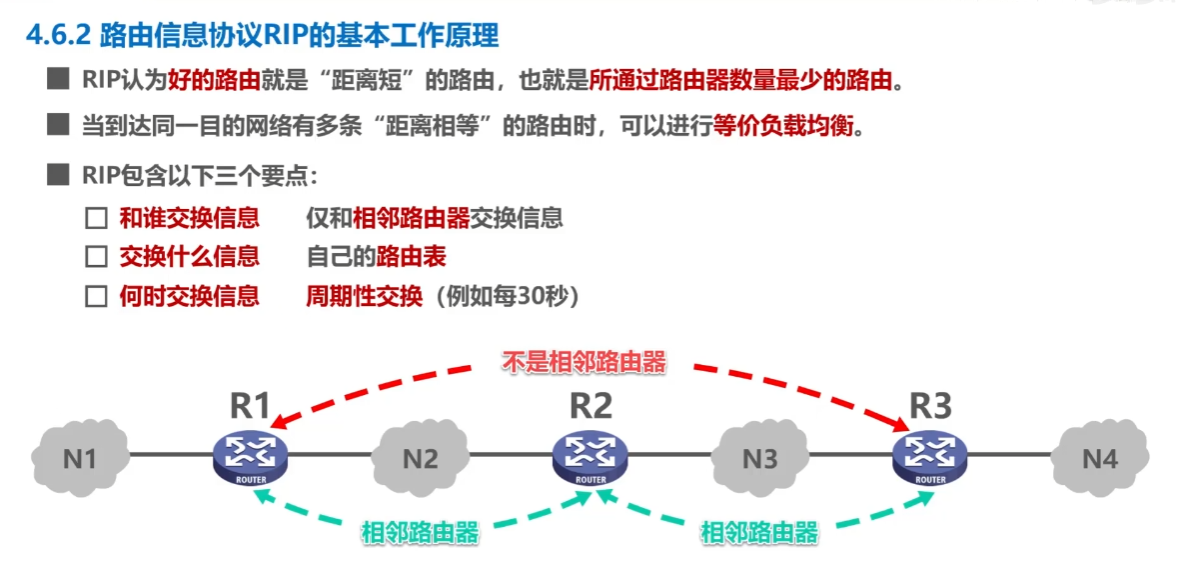 4.6.2 路由信息协议RIP的基本工作原理
RIP认为好的路由就是“距离短”的路由，也就是所通过路由器数量最少的路由。
当到达同一目的网络有多条“距离相等”的路由时，可以进行等价负载均衡。
RIP包含以下三个要点：
和谁交换信息 仅和相邻路由器交换信息
交换什么信息 自己的路由表
何时交换信息 周期性交换（例如每30秒）
不是相邻路由器
R1 R2 R3
N1 N2 N3 N4
ROUTER ROUTER ROUTER
相邻路由器 相邻路由器